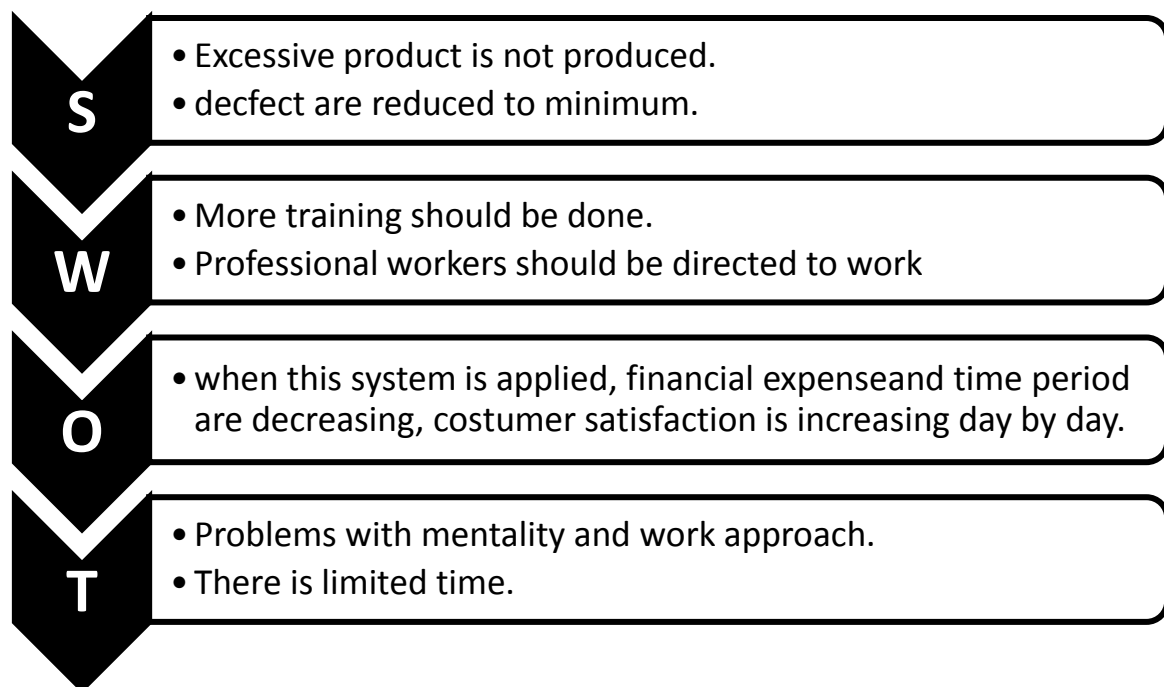 S
• Excessive product is not produced.
• decfect are reduced to minimum.
W
• More training should be done.
• Professional workers should be directed to work
O
• when this system is applied, financial expenseand time period
are decreasing, costumer satisfaction is increasing day by day.
T
• Problems with mentality and work approach.
• There is limited time.